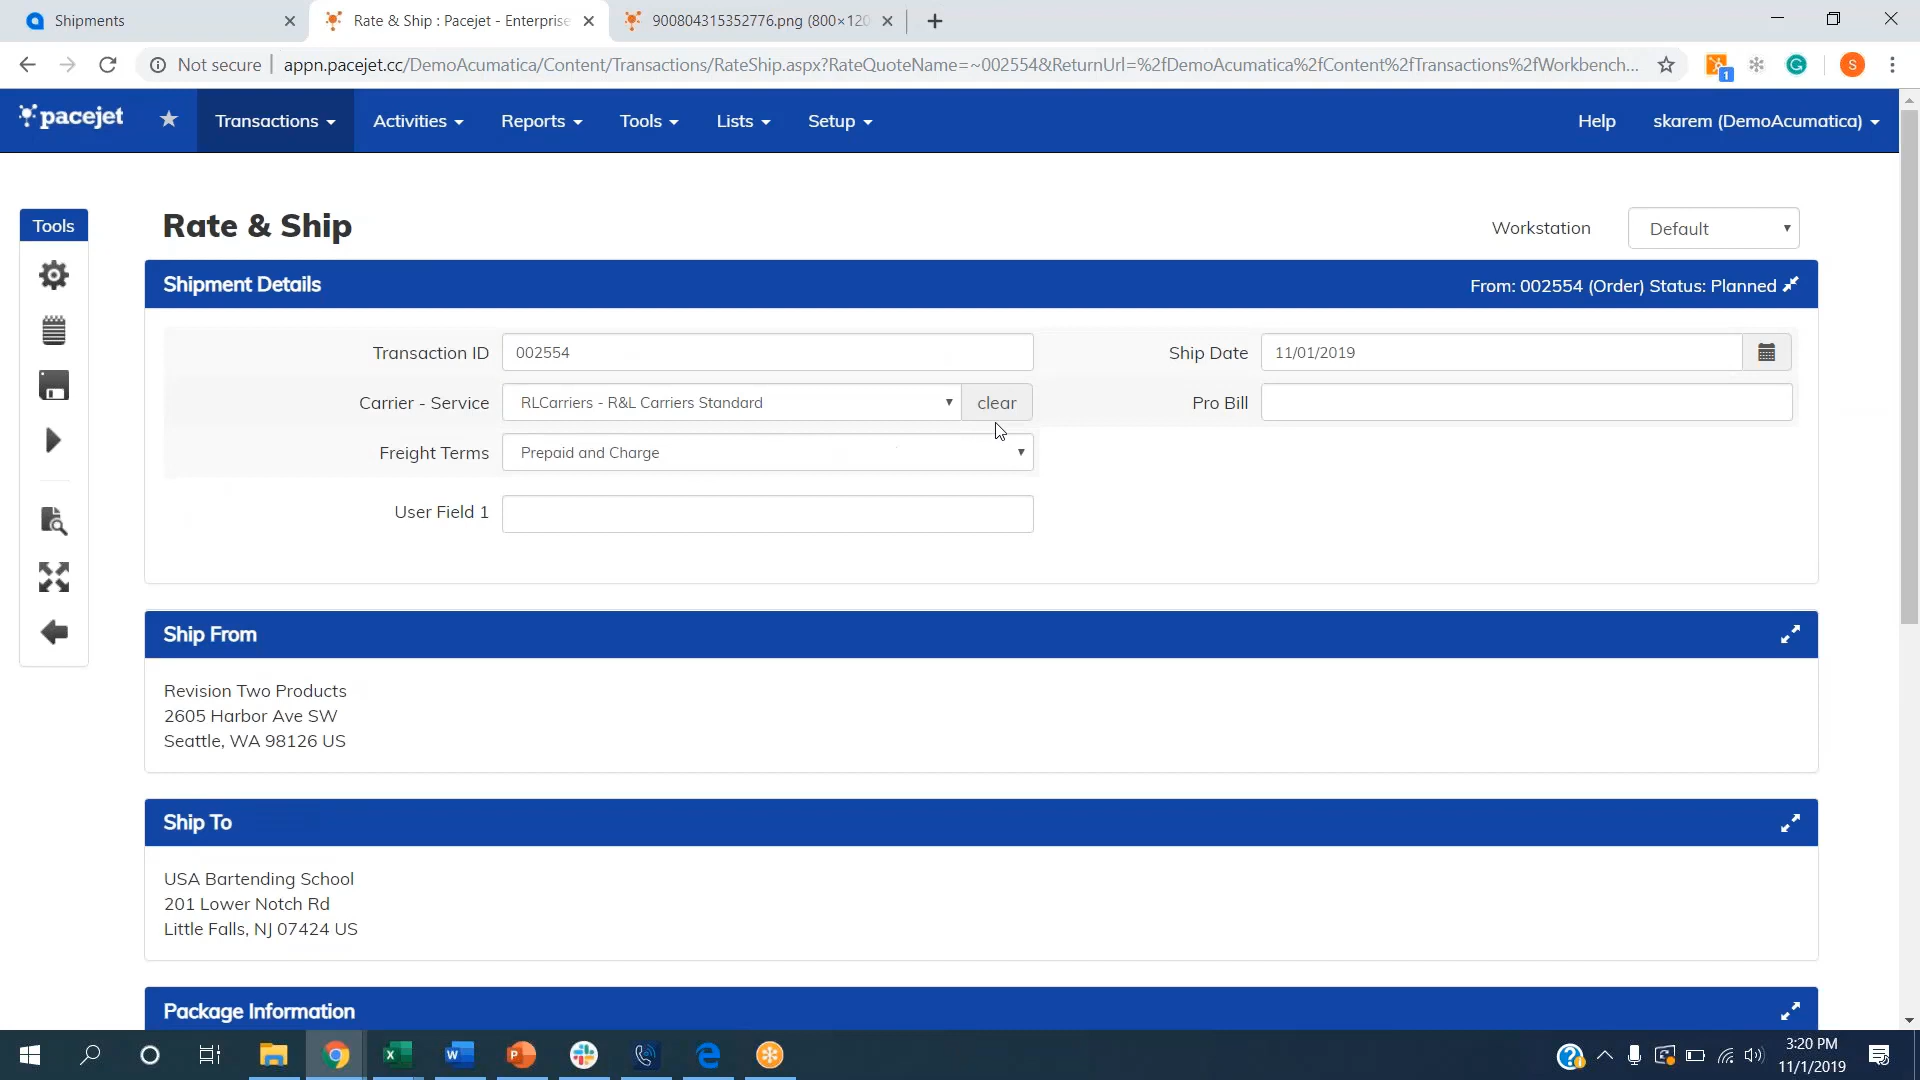 Shipments
Rate & Ship : Pacejet - Enterprise
900804315352776.png (800×120
Not secure
appn.pacejet.cc/DemoAcumatica/Content/Transactions/RateShip.aspx?RateQuoteName=~002554&ReturnUrl=%2fDemoAcumatica%2fContent%2fTransactions%2fWorkbench...
1
G
S
pacejet
Transactions
Activities
Reports
Tools
Lists
Setup
Help
skarem (DemoAcumatica)
Tools
Rate & Ship
Workstation
Default
Shipment Details
From: 002554 (Order) Status: Planned
Transaction ID
002554
Ship Date
11/01/2019
Carrier - Service
RLCarriers - R&L Carriers Standard
clear
Pro Bill
Freight Terms
Prepaid and Charge
User Field 1
Ship From
Revision Two Products
2605 Harbor Ave SW
Seattle, WA 98126 US
Ship To
USA Bartending School
201 Lower Notch Rd
Little Falls, NJ 07424 US
Package Information
3:20 PM
11/1/2019